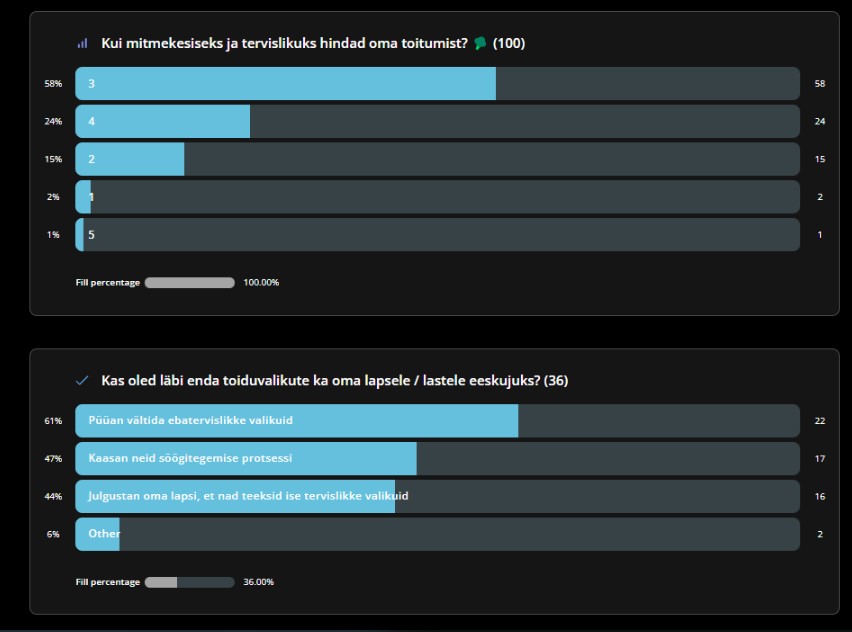 Kui mitmekesiseks ja tervislikuks hindad oma toitumist? 🥦 (100)
58% 3 58
24% 4 24
15% 2 15
2% 1 2
1% 5 1
Fill percentage 100.00%
Kas oled läbi enda toiduvalikute ka oma lapsele / lastele eeskujuks? (36)
61% Püüan vältida ebatervislikke valikuid 22
47% Kaasan neid söögitegemise protsessi 17
44% Julgustan oma lapsi, et nad teeksid ise tervislikke valikuid 16
6% Other 2
Fill percentage 36.00%